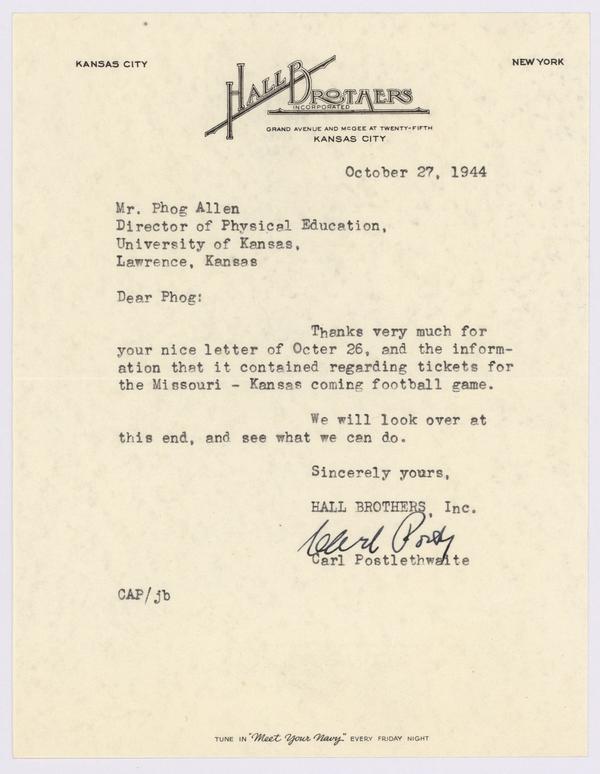 KANSAS CITY
NEW YORK
HALL BROTHERS
INCORPORATED
GRAND AVENUE AND McGEE AT TWENTY-FIFTH
KANSAS CITY
October 27, 1944
Mr. Phog Allen
Director of Physical Education,
University of Kansas,
Lawrence, Kansas
Dear Phog:
Thanks very much for
your nice letter of Octer 26, and the inform-
ation that it contained regarding tickets for
the Missouri - Kansas coming football game.
We will look over at
this end, and see what we can do.
Sincerely yours,
HALL BROTHERS, Inc.
Carl Posty
Carl Postlethwaite
CAP/jb
TUNE IN "Meet Your Navy" EVERY FRIDAY NIGHT